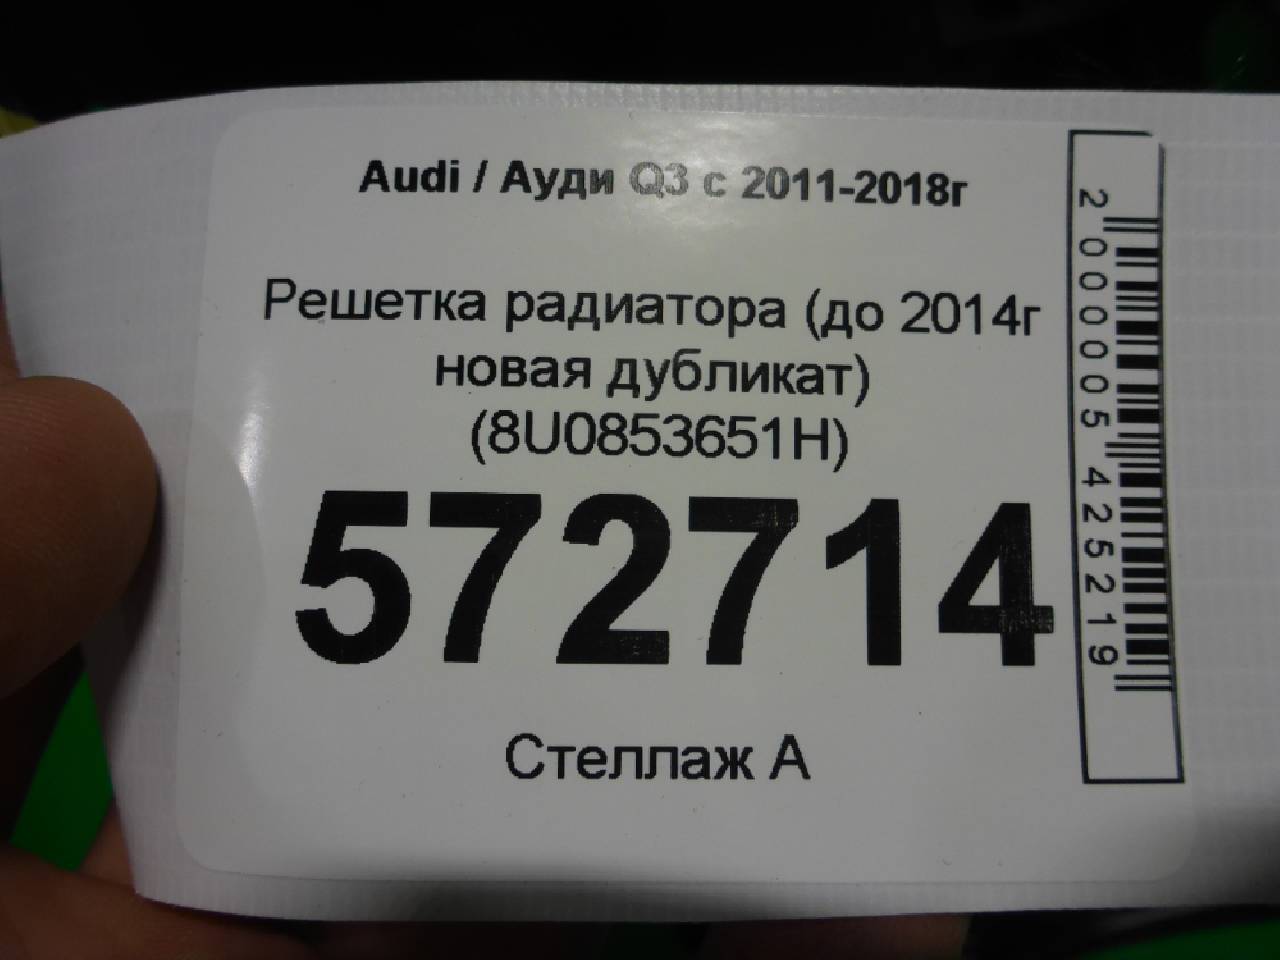 Audi / Ауди Q3 с 2011-2018г
Решетка радиатора (до 2014г
новая дубликат)
(8U0853651H)
572714
Стеллаж А
2000005425219